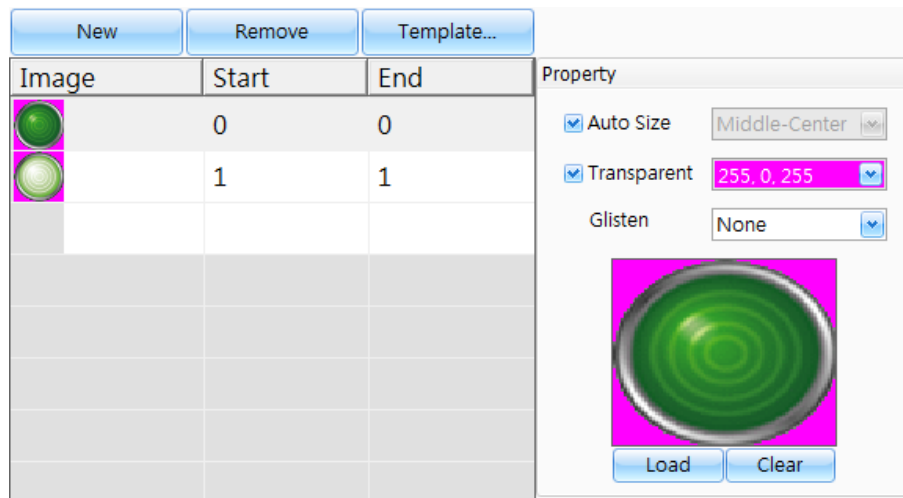 New Remove Template...
Image Start End
0 0
1 1
Property
Auto Size Middle-Center
Transparent 255, 0, 255
Glisten None
Load Clear